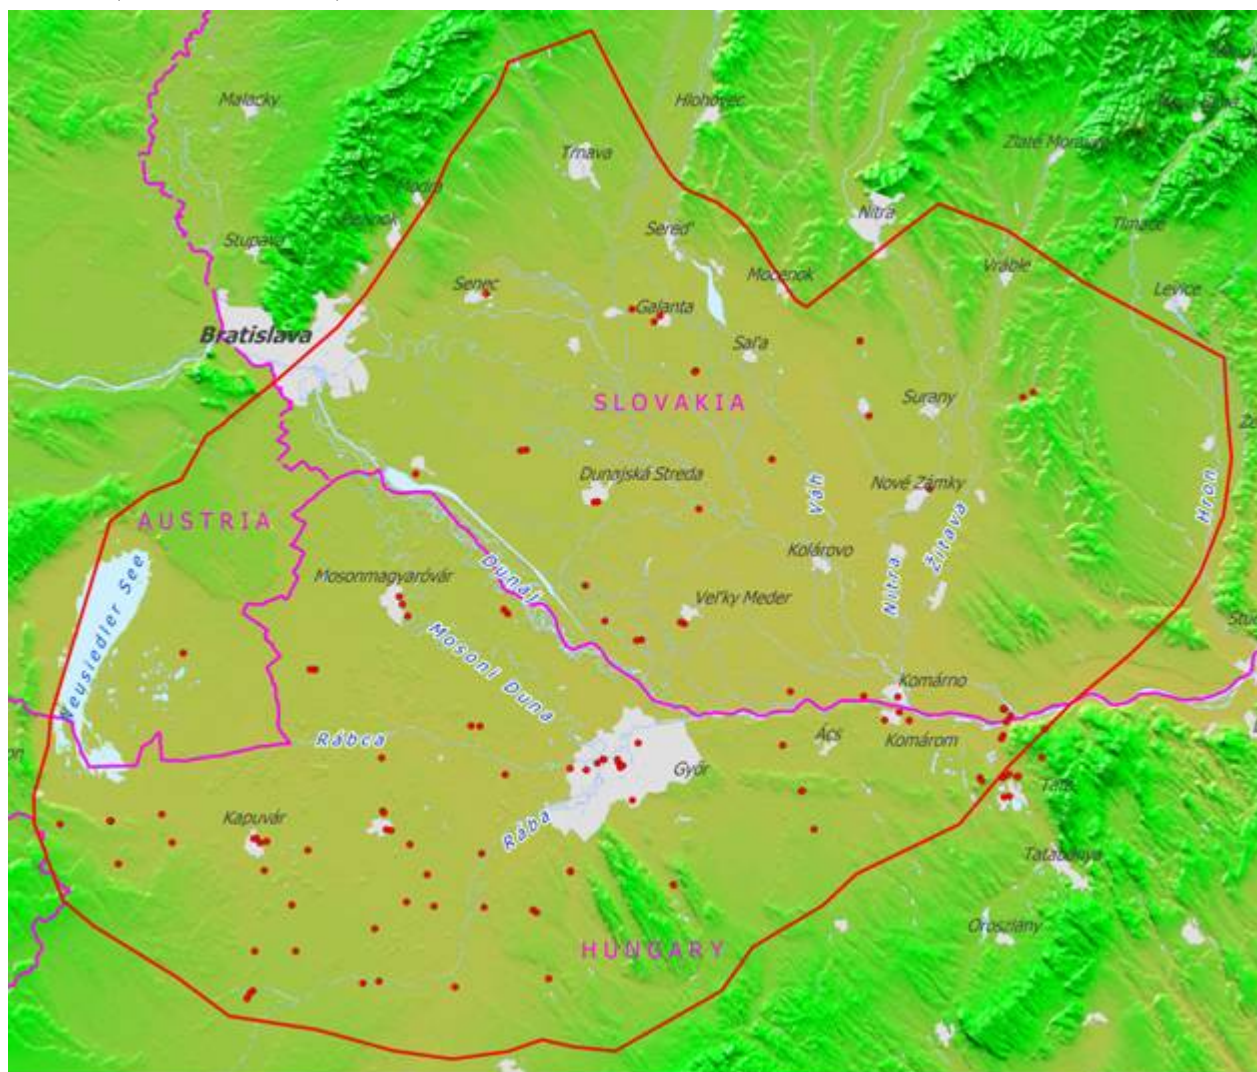 Malacky
Hlohovec
Trnava
Zlaté Moravce
Modra
Pezinok
Nitra
Sereď
Tlmače
Stupava
Vráble
Močenok
Senec
Levice
Galanta
Bratislava
Saľa
SLOVAKIA
Surany
Dunajská Streda
Nové Zámky
Váh
Hron
AUSTRIA
Žitava
Kolárovo
Dunaj
Mosonmagyaróvár
Nitra
Veľky Meder
Neusiedler See
Mosoni Duna
Komárno
Rábca
Ács
Komárom
Győr
Tata
Kapuvár
Rába
Tatabánya
Oroszlány
HUNGARY